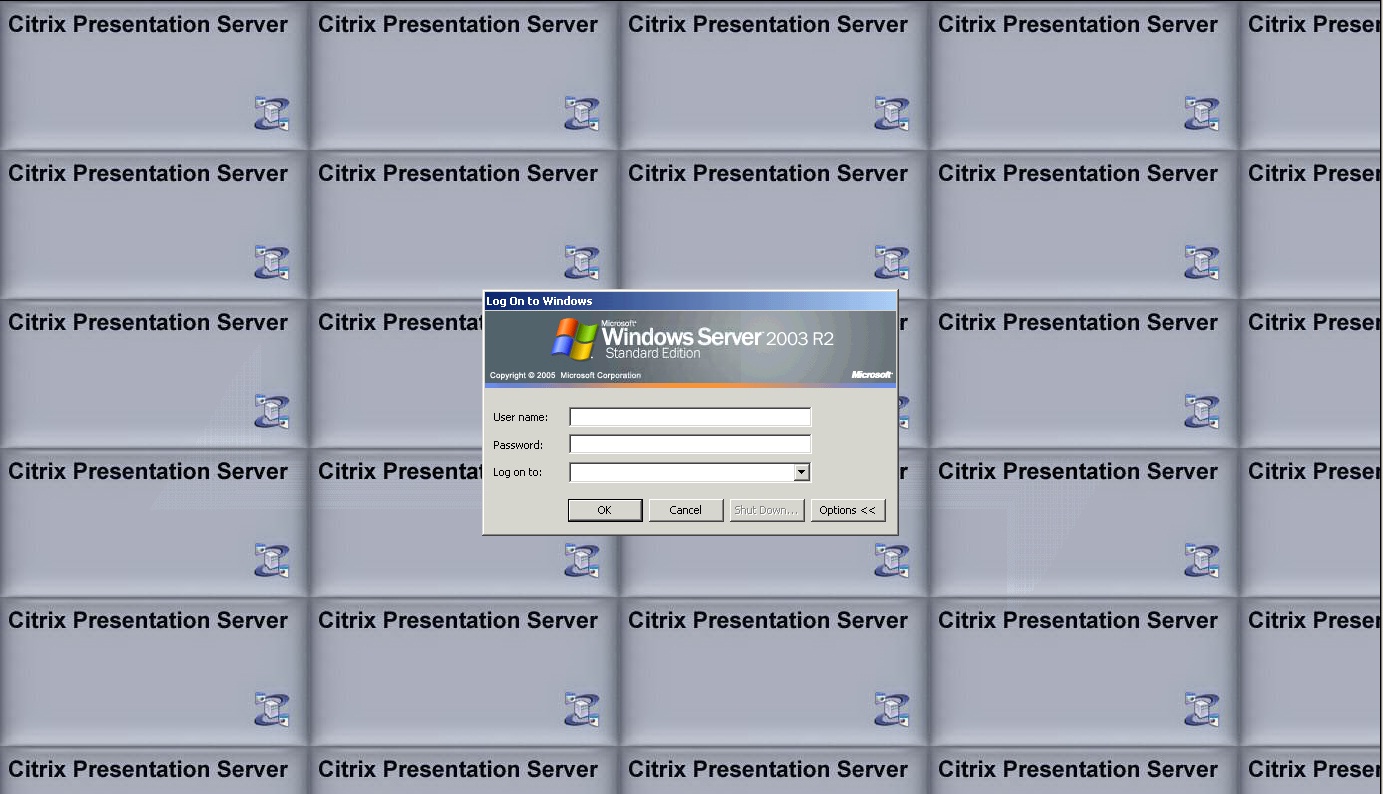 Citrix Presentation Server Citrix Presentation Server Citrix Presentation Server Citrix Presentation Server Citrix Preser
Citrix Presentation Server Citrix Presentation Server Citrix Presentation Server Citrix Presentation Server Citrix Preser
Log On to Windows
Citrix Presentation Server Citrix Presentat r Citrix Presentation Server Citrix Preser
Microsoft
Windows Server 2003 R2
Standard Edition
Copyright © 2005 Microsoft Corporation Microsoft
User name:
Password:
Log on to:
Citrix Presentation Server Citrix Presentat r Citrix Presentation Server Citrix Preser
OK Cancel Shut Down... Options <<
Citrix Presentation Server Citrix Presentation Server Citrix Presentation Server Citrix Presentation Server Citrix Preser
Citrix Presentation Server Citrix Presentation Server Citrix Presentation Server Citrix Presentation Server Citrix Preser